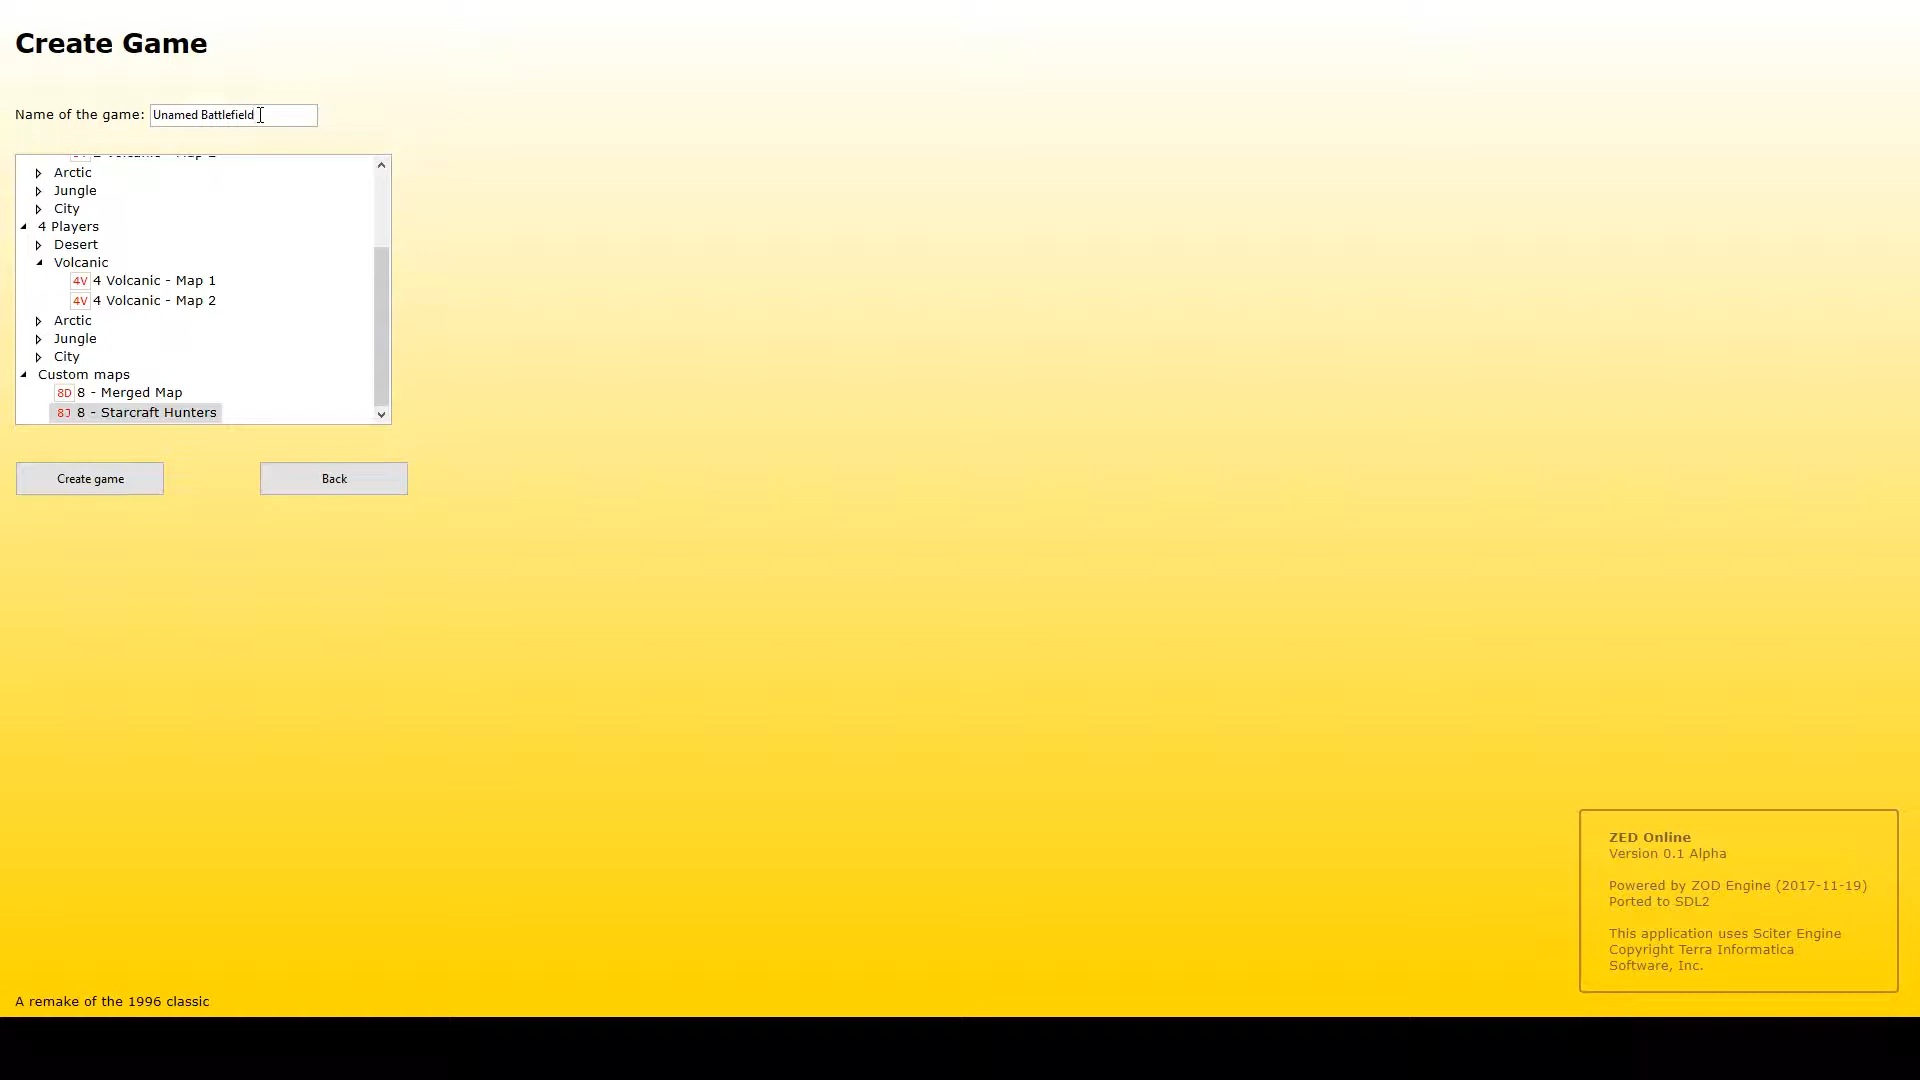 Create Game
Name of the game: Unamed Battlefield
Arctic
Jungle
City
4 Players
Desert
Volcanic
4V 4 Volcanic - Map 1
4V 4 Volcanic - Map 2
Arctic
Jungle
City
Custom maps
8D 8 - Merged Map
8J 8 - Starcraft Hunters
Create game
Back
ZED Online
Version 0.1 Alpha
Powered by ZOD Engine (2017-11-19)
Ported to SDL2
This application uses Sciter Engine
Copyright Terra Informatica
Software, Inc.
A remake of the 1996 classic